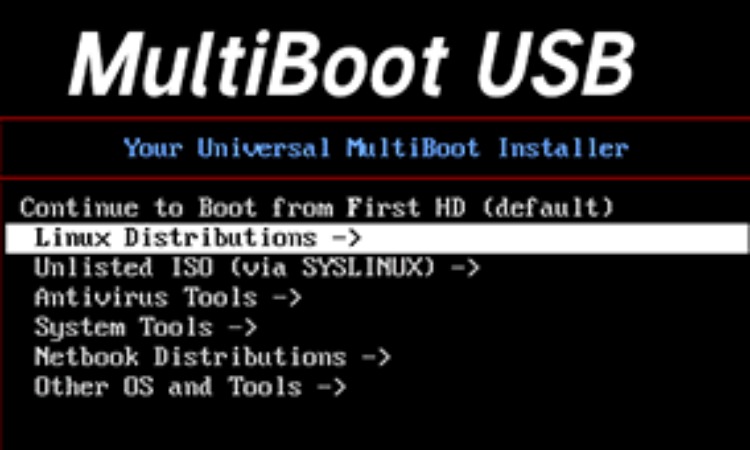 MultiBoot USB
Your Universal MultiBoot Installer
Continue to Boot from First HD (default)
Linux Distributions ->
Unlisted ISO (via SYSLINUX) ->
Antivirus Tools ->
System Tools ->
Netbook Distributions ->
Other OS and Tools ->